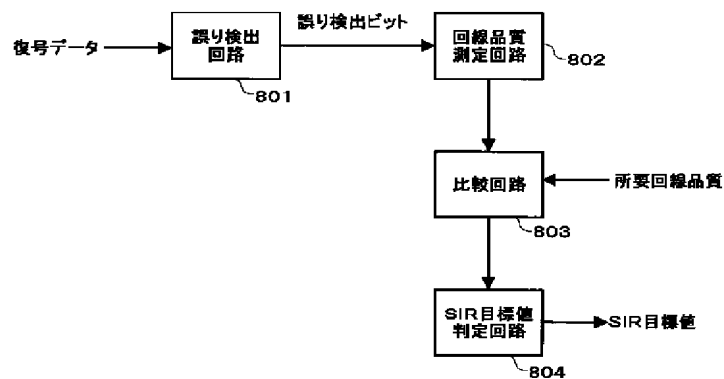 誤り検出ビット
復号データ
誤り検出
回路
回線品質
測定回路
801
802
比較回路
所要回線品質
803
SIR目標値
判定回路
SIR目標値
804